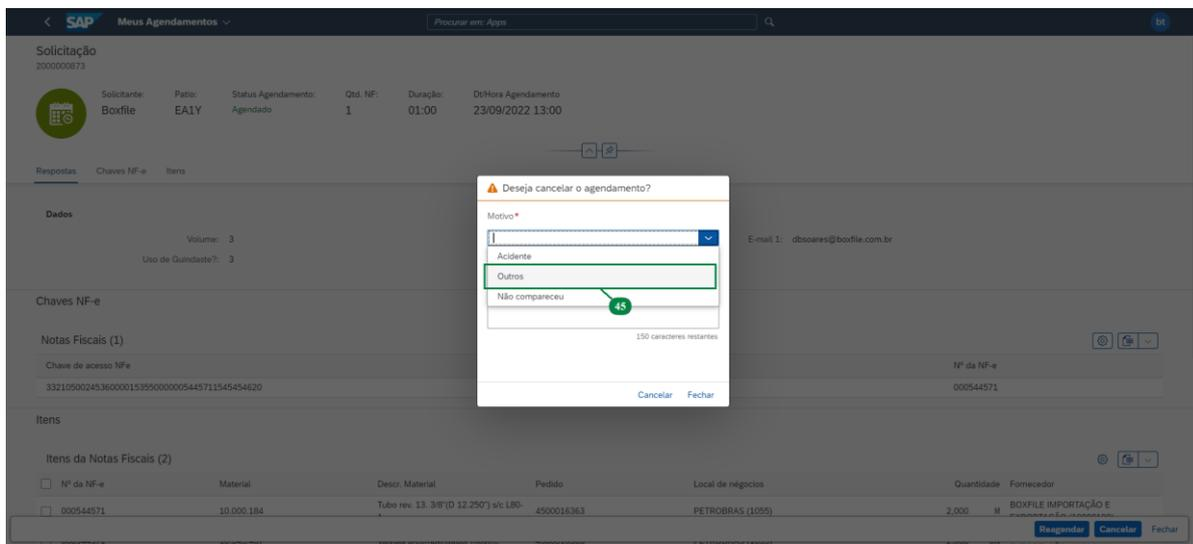 SAP Meus Agendamentos Procurar em: Apps bt
Solicitação
2000000873
Solicitante: Patio: Status Agendamento: Qtd. NF: Duração: Dt/Hora Agendamento
Boxfile EA1Y Agendado 1 01:00 23/09/2022 13:00
Respostas Chaves NF-e Itens
Deseja cancelar o agendamento?
Motivo*
Acidente
Outros
Não compareceu
45
150 caracteres restantes
Cancelar Fechar
Dados
Volume: 3 E-mail 1: dbsoares@boxfile.com.br
Uso de Guindaste?: 3
Chaves NF-e
Notas Fiscais (1)
Chave de acesso NFe Nº da NF-e
000544571
Itens
Itens da Notas Fiscais (2)
Nº da NF-e Material Descr. Material Pedido Local de négocios Quantidade Fornecedor
000544571 10.000.184 Tubo rev. 13. 3/8"(D 12.250") s/c L80- 4500016363 PETROBRAS (1055) 2,000 M BOXFILE IMPORTAÇÃO E
Reagendar Cancelar Fechar